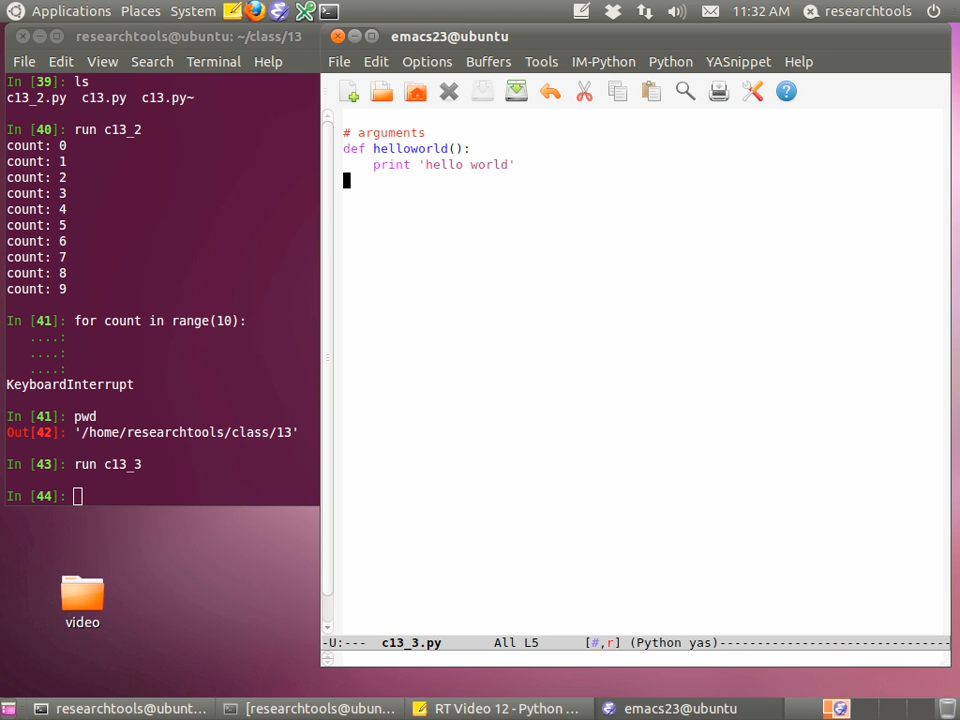 Applications Places System 11:32 AM researchtools
researchtools@ubuntu: ~/class/13
File Edit View Search Terminal Help
In [39]: ls
c13_2.py c13.py c13.py~
In [40]: run c13_2
count: 0
count: 1
count: 2
count: 3
count: 4
count: 5
count: 6
count: 7
count: 8
count: 9
In [41]: for count in range(10):
....:
....:
....:
KeyboardInterrupt
In [41]: pwd
Out[42]: '/home/researchtools/class/13'
In [43]: run c13_3
In [44]:
video
emacs23@ubuntu
File Edit Options Buffers Tools IM-Python Python YASnippet Help
# arguments
def helloworld():
    print 'hello world'
-U:--- c13_3.py All L5 [#,r] (Python yas)-------------------------------
researchtools@ubunt... [researchtools@ubun... RT Video 12 - Python ... emacs23@ubuntu